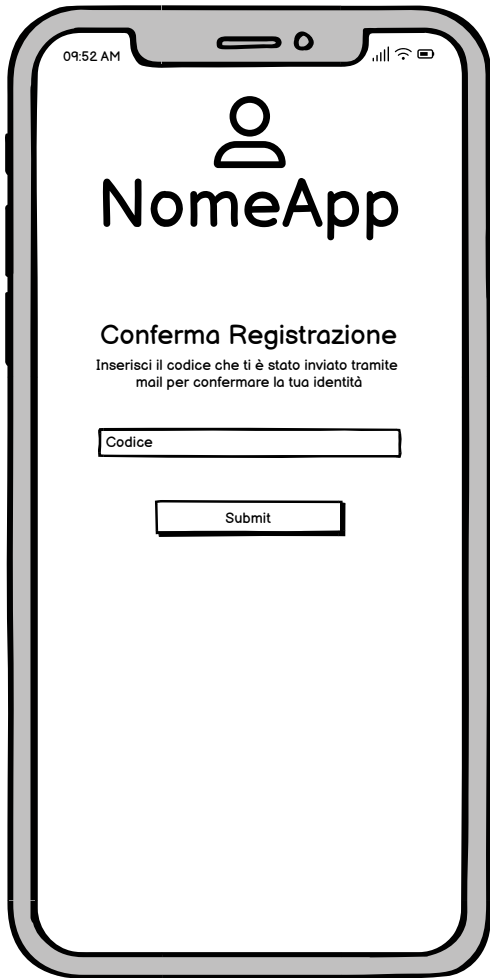 09:52 AM
NomeApp
Conferma Registrazione
Inserisci il codice che ti è stato inviato tramite
mail per confermare la tua identità
Codice
Submit